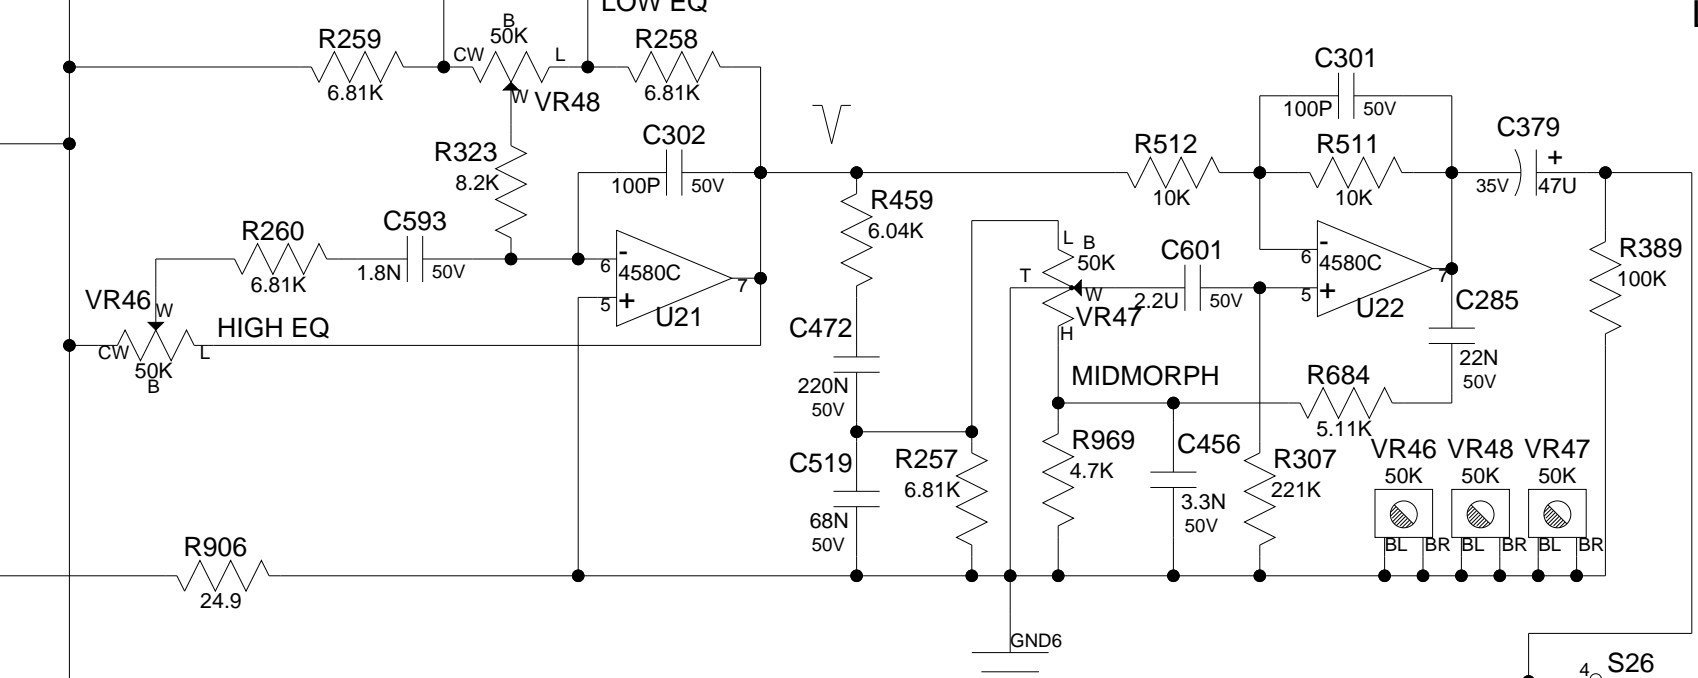 LOW EQ
R259
6.81K
CW
B
50K
L
W
VR48
R258
6.81K
R323
8.2K
C302
100P
50V
R260
6.81K
C593
1.8N
50V
6
-
4580C
5
+
7
U21
VR46
W
HIGH EQ
CW
L
50K
B
R906
24.9
R459
6.04K
C472
220N
50V
C519
68N
50V
R257
6.81K
L
B
50K
T
W
VR47
H
C601
2.2U
50V
R512
10K
C301
100P
50V
R511
10K
C379
+
35V
47U
R389
100K
6
-
4580C
5
+
7
U22
C285
22N
50V
MIDMORPH
R684
5.11K
R969
4.7K
C456
3.3N
50V
R307
221K
VR46
50K
BL
BR
VR48
50K
BL
BR
VR47
50K
BL
BR
GND6
4
S26